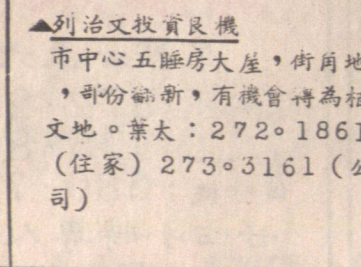 ▲列治文投資良機
市中心五睡房大屋，街角地
，部份翻新，有機會轉為柏
文地。葉太：272。1861
(住家) 273。3161 (公
司)